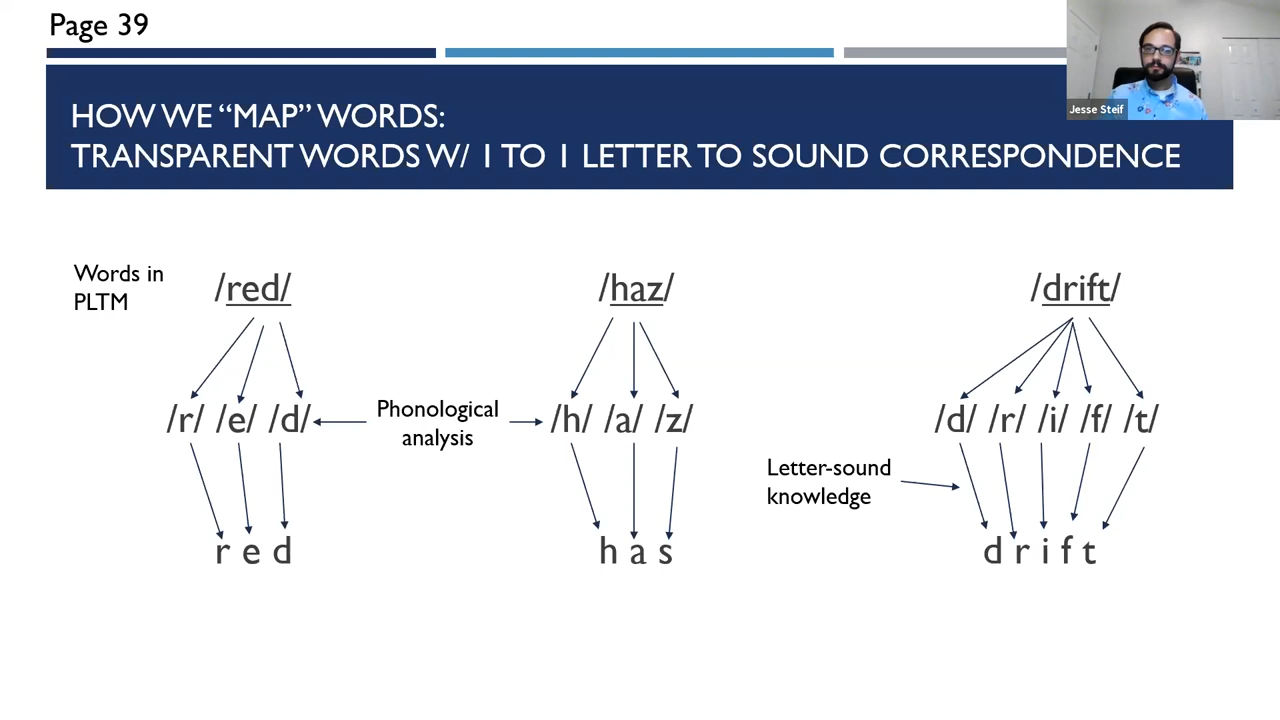 Page 39
Jesse Steif
HOW WE “MAP” WORDS:
TRANSPARENT WORDS W/ 1 TO 1 LETTER TO SOUND CORRESPONDENCE
Words in
PLTM
/red/
/haz/
/drift/
/r/ /e/ /d/
Phonological
analysis
/h/ /a/ /z/
/d/ /r/ /i/ /f/ /t/
Letter-sound
knowledge
r e d
h a s
d r i f t